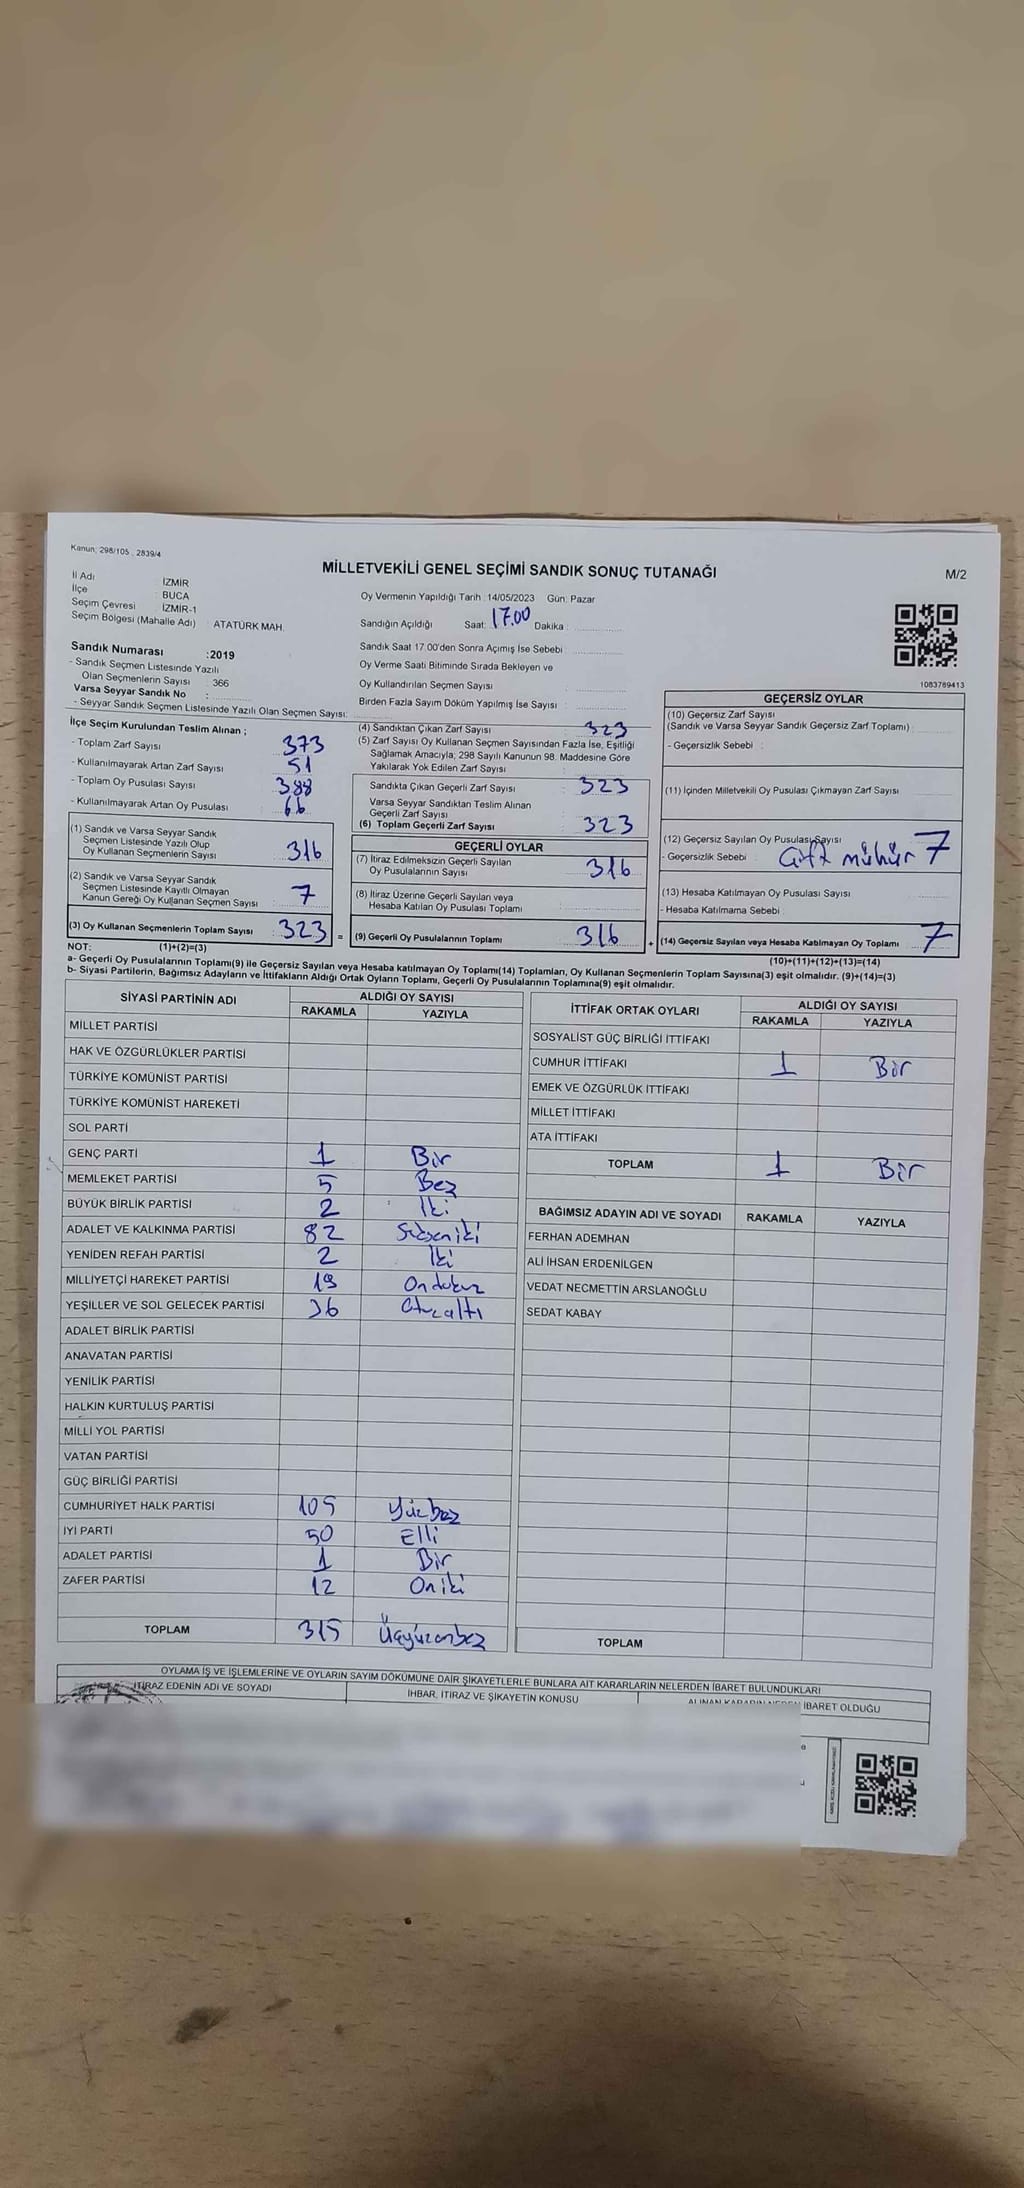 Kanun; 298/105 , 2839/4
MİLLETVEKİLİ GENEL SEÇİMİ SANDIK SONUÇ TUTANAĞI
M/2
İl Adı : İZMİR
İlçe : BUCA
Seçim Çevresi : İZMİR-1
Seçim Bölgesi (Mahalle Adı) : ATATÜRK MAH.
Oy Vermenin Yapıldığı Tarih : 14/05/2023 Gün: Pazar
Sandığın Açıldığı Saat: 17.00 Dakika :
Sandık Saat 17.00'den Sonra Açımış İse Sebebi :
Oy Verme Saati Bitiminde Sırada Bekleyen ve
Oy Kullandırılan Seçmen Sayısı :
Birden Fazla Sayım Döküm Yapılmış İse Sayısı :
Sandık Numarası :2019
- Sandık Seçmen Listesinde Yazılı
Olan Seçmenlerin Sayısı : 366
Varsa Seyyar Sandık No :
- Seyyar Sandık Seçmen Listesinde Yazılı Olan Seçmen Sayısı:
1083769413
İlçe Seçim Kurulundan Teslim Alınan ;
- Toplam Zarf Sayısı : 373
- Kullanılmayarak Artan Zarf Sayısı : 51
- Toplam Oy Pusulası Sayısı : 388
- Kullanılmayarak Artan Oy Pusulası : 66
(1) Sandık ve Varsa Seyyar Sandık
Seçmen Listesinde Yazılı Olup
Oy Kullanan Seçmenlerin Sayısı : 316
(2) Sandık ve Varsa Seyyar Sandık
Seçmen Listesinde Kayıtlı Olmayan
Kanun Gereği Oy Kullanan Seçmen Sayısı : 7
(3) Oy Kullanan Seçmenlerin Toplam Sayısı : 323 =
(4) Sandıktan Çıkan Zarf Sayısı : 323
(5) Zarf Sayısı Oy Kullanan Seçmen Sayısından Fazla İse, Eşitliği
Sağlamak Amacıyla; 298 Sayılı Kanunun 98. Maddesine Göre
Yakılarak Yok Edilen Zarf Sayısı :
Sandıkta Çıkan Geçerli Zarf Sayısı : 323
Varsa Seyyar Sandıktan Teslim Alınan
Geçerli Zarf Sayısı :
(6) Toplam Geçerli Zarf Sayısı : 323
GEÇERLİ OYLAR
(7) İtiraz Edilmeksizin Geçerli Sayılan
Oy Pusulalarının Sayısı : 316
(8) İtiraz Üzerine Geçerli Sayılan veya
Hesaba Katılan Oy Pusulası Toplamı :
(9) Geçerli Oy Pusulalarının Toplamı : 316 +
GEÇERSİZ OYLAR
(10) Geçersiz Zarf Sayısı
(Sandık ve Varsa Seyyar Sandık Geçersiz Zarf Toplamı) :
- Geçersizlik Sebebi :
(11) İçinden Milletvekili Oy Pusulası Çıkmayan Zarf Sayısı :
(12) Geçersiz Sayılan Oy Pusulası Sayısı : 7
- Geçersizlik Sebebi : Çift mühür
(13) Hesaba Katılmayan Oy Pusulası Sayısı :
- Hesaba Katılmama Sebebi :
(14) Geçersiz Sayılan veya Hesaba Katılmayan Oy Toplamı : 7
NOT: (1)+(2)=(3)
(10)+(11)+(12)+(13)=(14)
a- Geçerli Oy Pusulalarının Toplamı(9) ile Geçersiz Sayılan veya Hesaba katılmayan Oy Toplamı(14) Toplamları, Oy Kullanan Seçmenlerin Toplam Sayısına(3) eşit olmalıdır. (9)+(14)=(3)
b- Siyasi Partilerin, Bağımsız Adayların ve İttifakların Aldığı Ortak Oyların Toplamı, Geçerli Oy Pusulalarının Toplamına(9) eşit olmalıdır.
SİYASİ PARTİNİN ADI ALDIĞI OY SAYISI
RAKAMLA YAZIYLA
MİLLET PARTİSİ
HAK VE ÖZGÜRLÜKLER PARTİSİ
TÜRKİYE KOMÜNİST PARTİSİ
TÜRKİYE KOMÜNİST HAREKETİ
SOL PARTİ
GENÇ PARTİ 1 Bir
MEMLEKET PARTİSİ 5 Beş
BÜYÜK BİRLİK PARTİSİ 2 İki
ADALET VE KALKINMA PARTİSİ 82 Seksen iki
YENİDEN REFAH PARTİSİ 2 İki
MİLLİYETÇİ HAREKET PARTİSİ 19 On dokuz
YEŞİLLER VE SOL GELECEK PARTİSİ 36 Otuzaltı
ADALET BİRLİK PARTİSİ
ANAVATAN PARTİSİ
YENİLİK PARTİSİ
HALKIN KURTULUŞ PARTİSİ
MİLLİ YOL PARTİSİ
VATAN PARTİSİ
GÜÇ BİRLİĞİ PARTİSİ
CUMHURİYET HALK PARTİSİ 105 Yüz beş
İYİ PARTİ 50 Elli
ADALET PARTİSİ 1 Bir
ZAFER PARTİSİ 12 On iki
TOPLAM 315 Üçyüzonbeş
İTTİFAK ORTAK OYLARI ALDIĞI OY SAYISI
RAKAMLA YAZIYLA
SOSYALİST GÜÇ BİRLİĞİ İTTİFAKI
CUMHUR İTTİFAKI 1 Bir
EMEK VE ÖZGÜRLÜK İTTİFAKI
MİLLET İTTİFAKI
ATA İTTİFAKI
TOPLAM 1 Bir
BAĞIMSIZ ADAYIN ADI VE SOYADI RAKAMLA YAZIYLA
FERHAN ADEMHAN
ALİ İHSAN ERDENİLGEN
VEDAT NECMETTİN ARSLANOĞLU
SEDAT KABAY
TOPLAM
OYLAMA İŞ VE İŞLEMLERİNE VE OYLARIN SAYIM DÖKÜMÜNE DAİR ŞİKAYETLERLE BUNLARA AİT KARARLARIN NELERDEN İBARET BULUNDUKLARI
İTİRAZ EDENİN ADI VE SOYADI İHBAR, İTİRAZ VE ŞİKAYETİN KONUSU ALINAN KARARIN NEDEN İBARET OLDUĞU